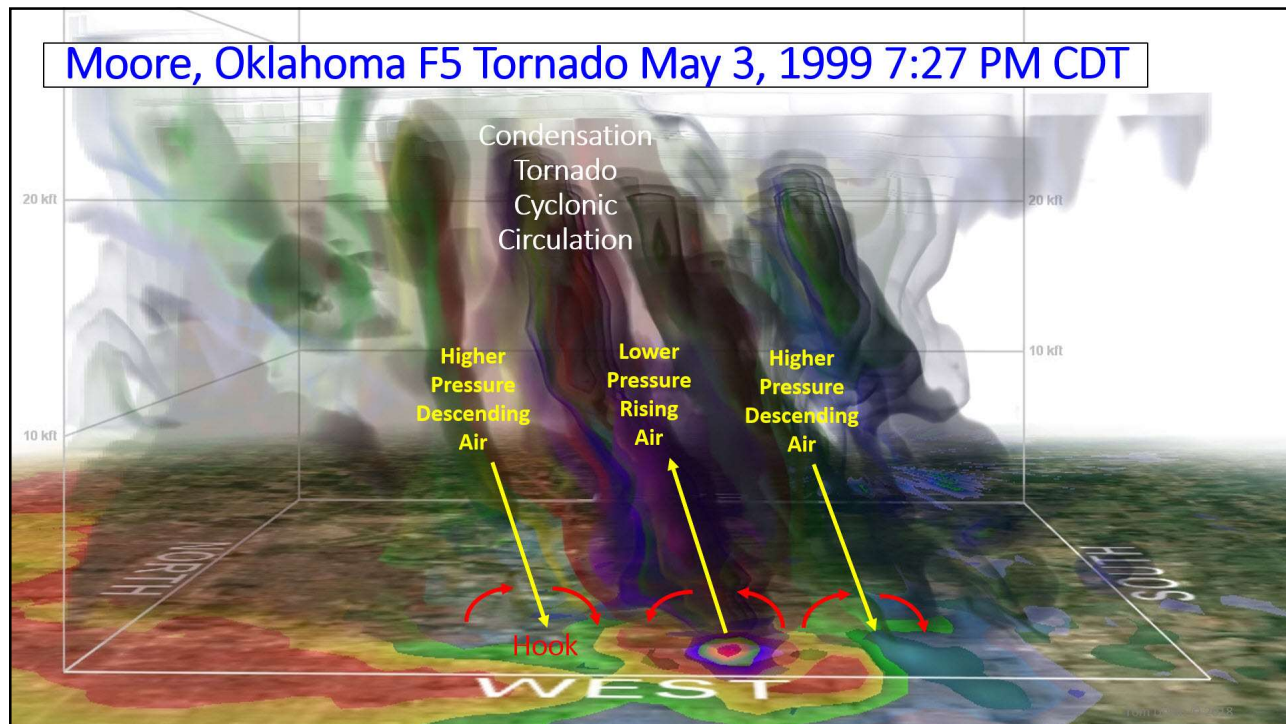 Moore, Oklahoma F5 Tornado May 3, 1999 7:27 PM CDT
Condensation
Tornado
Cyclonic
Circulation
20 kft
20 kft
Higher
Pressure
Descending
Air
Lower
Pressure
Rising
Air
Higher
Pressure
Descending
Air
10 kft
10 kft
NORTH
SOUTH
Hook
WEST